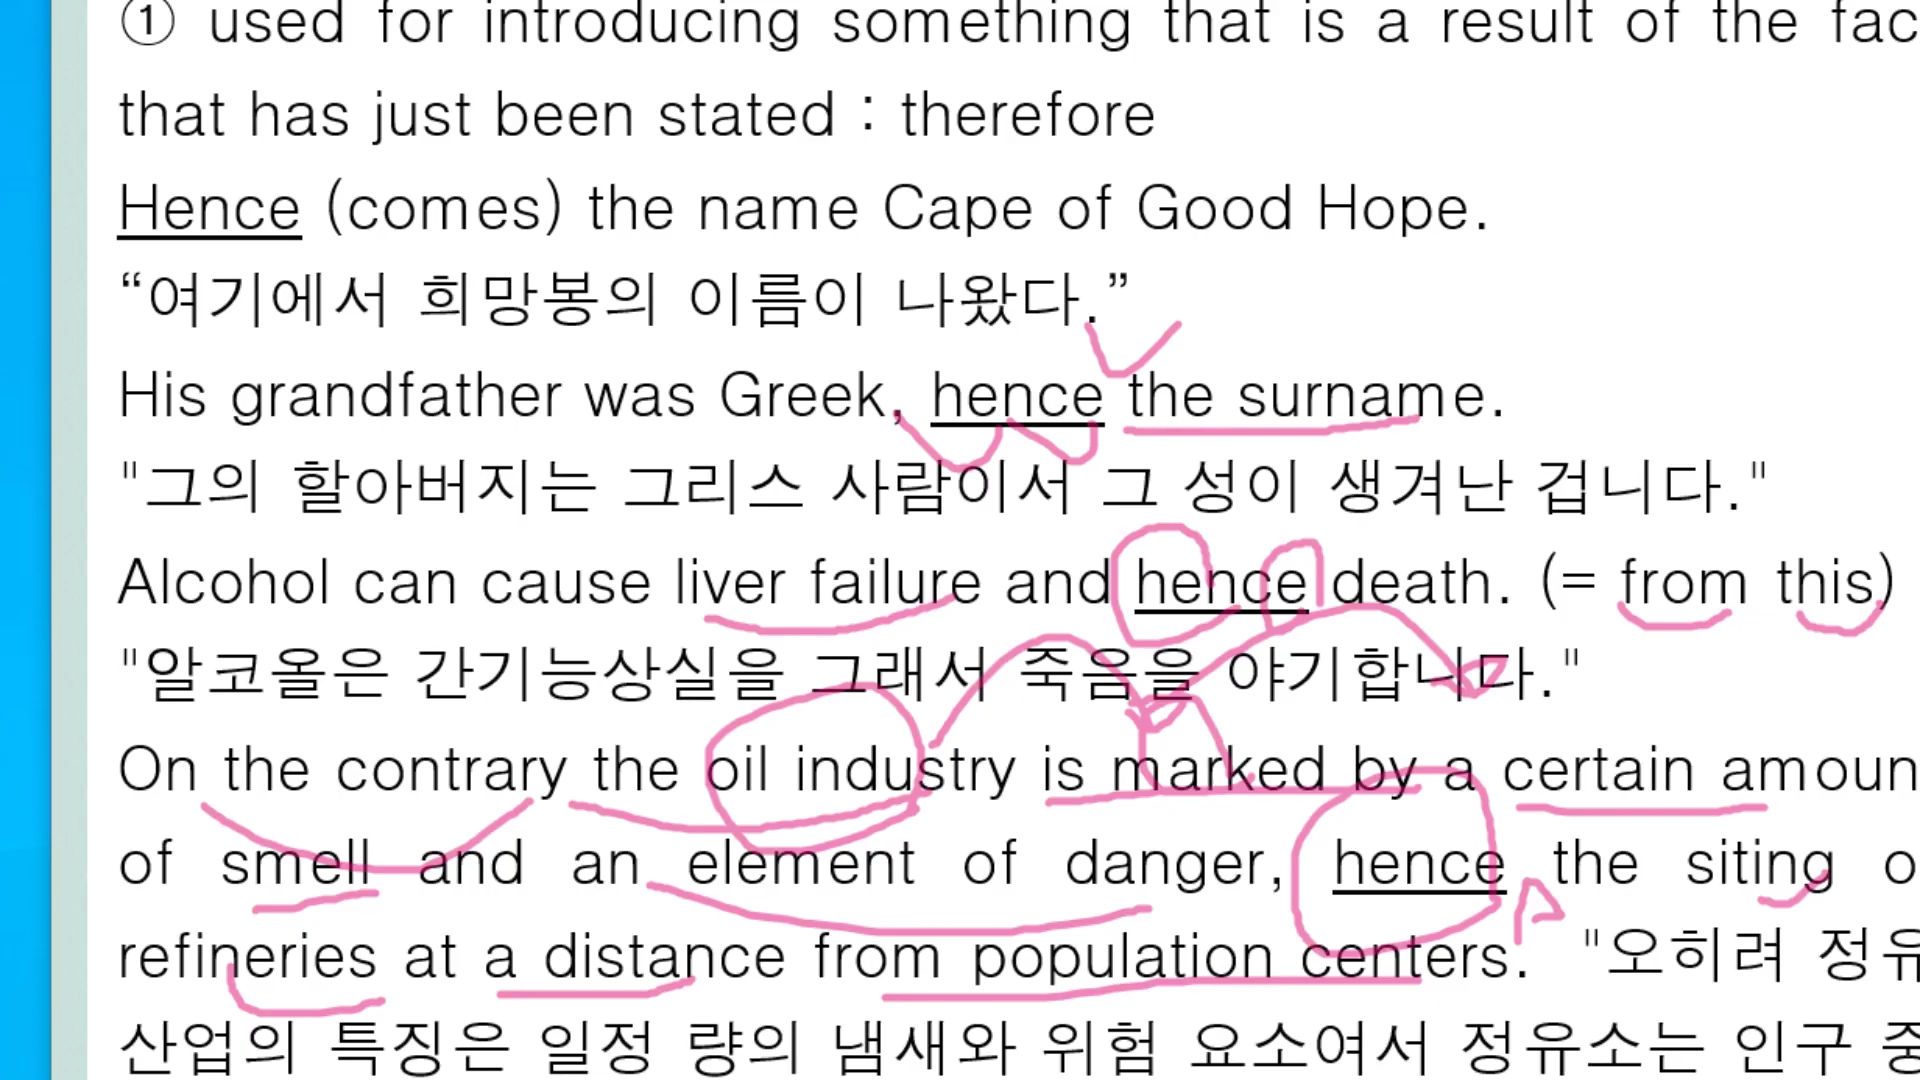 ① used for introducing something that is a result of the
that has just been stated : therefore
Hence (comes) the name Cape of Good Hope.
“여기에서 희망봉의 이름이 나왔다.”
His grandfather was Greek, hence the surname.
"그의 할아버지는 그리스 사람이서 그 성이 생겨난 겁니다."
Alcohol can cause liver failure and hence death. (= from this)
"알코올은 간기능상실을 그래서 죽음을 야기합니다."
On the contrary the oil industry is marked by a certain amoun
of smell and an element of danger, hence the siting o
refineries at a distance from population centers. "오히려 정유
산업의 특징은 일정 량의 냄새와 위험 요소여서 정유소는 인구